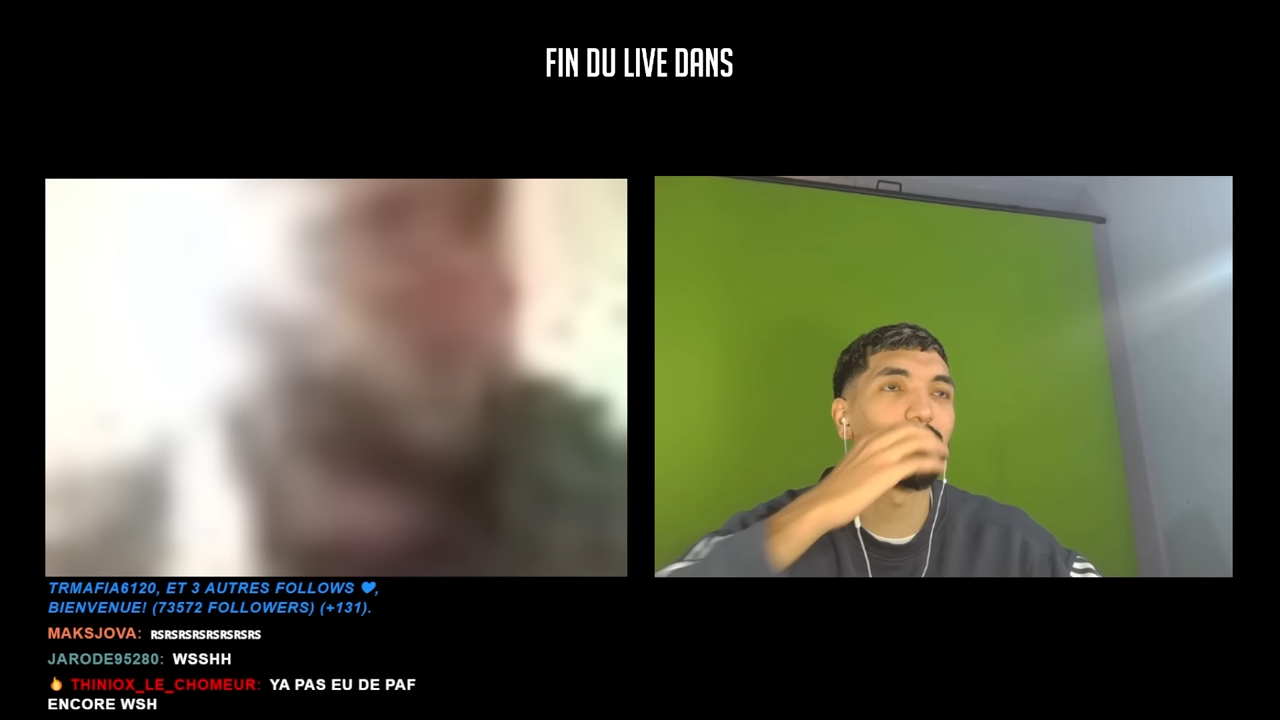 FIN DU LIVE DANS
TRMAFIA6120, ET 3 AUTRES FOLLOWS 💙,
BIENVENUE! (73572 FOLLOWERS) (+131).
MAKSJOVA: RSRSRSRSRSRSRSRS
JARODE95280: WSSHH
🔥 THINIOX_LE_CHOMEUR: YA PAS EU DE PAF
ENCORE WSH